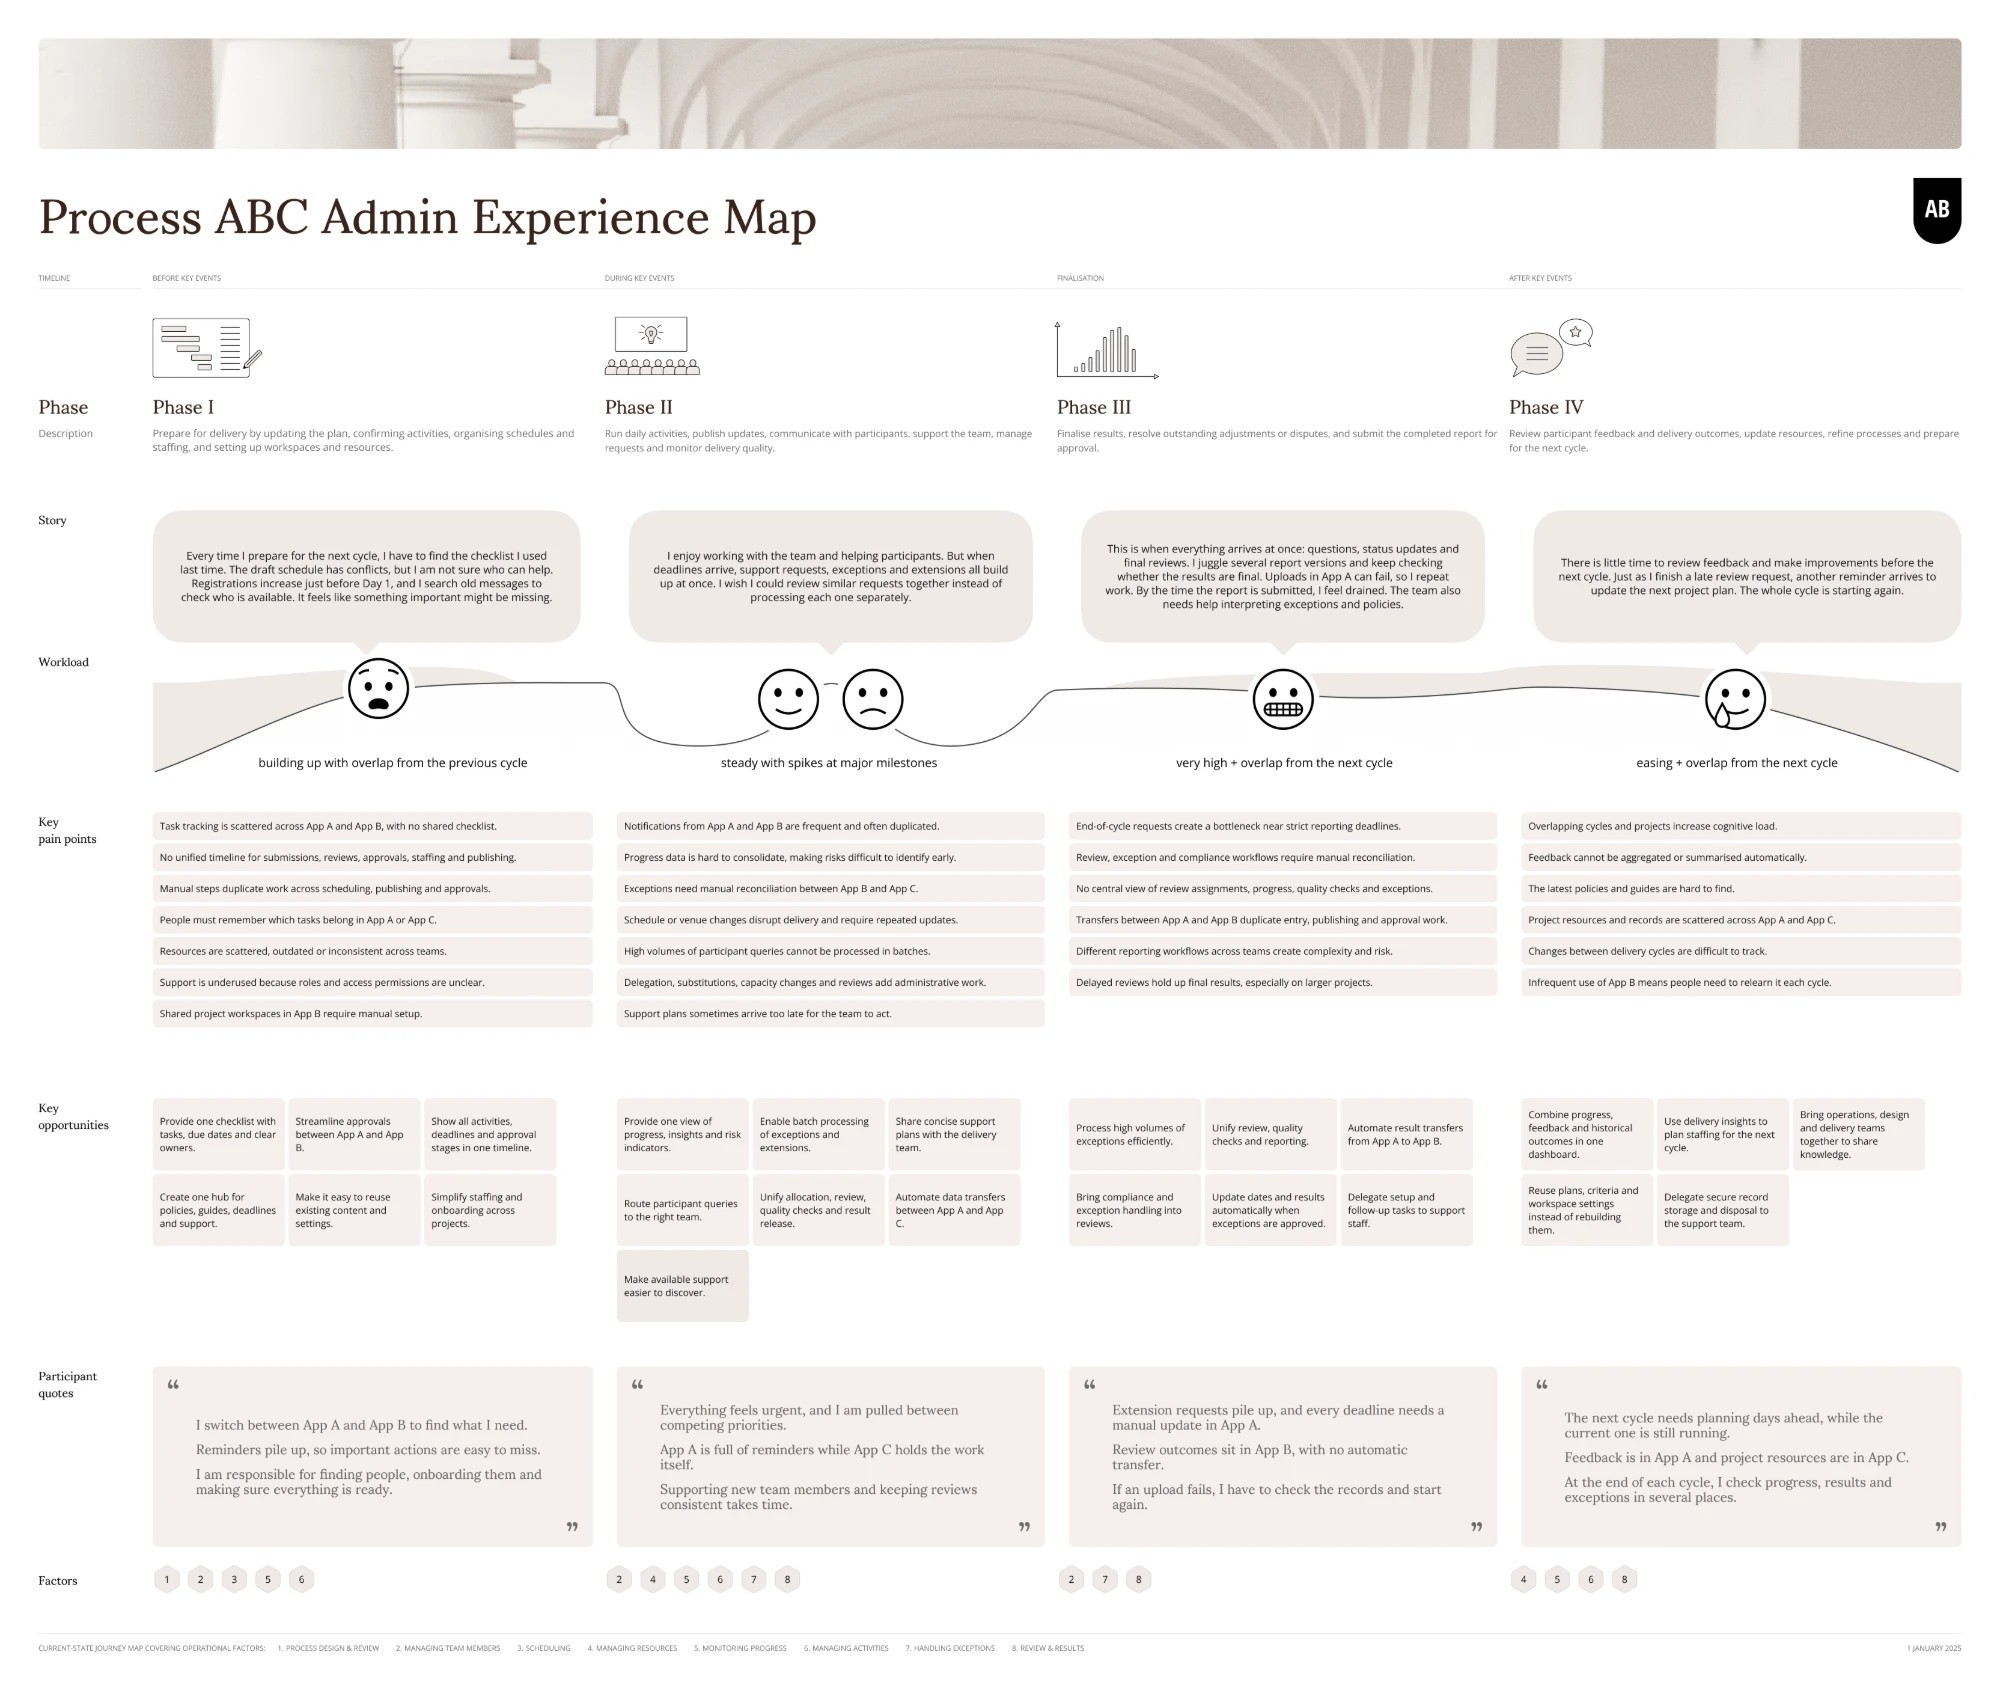 Process ABC Admin Experience Map
AB
TIMELINE
BEFORE KEY EVENTS
DURING KEY EVENTS
FINALISATION
AFTER KEY EVENTS
Phase
Description
Phase I
Prepare for delivery by updating the plan, confirming activities, organising schedules and
staffing, and setting up workspaces and resources.
Phase II
Run daily activities, publish updates, communicate with participants, support the team, manage
requests and monitor delivery quality.
Phase III
Finalise results, resolve outstanding adjustments or disputes, and submit the completed report for
approval.
Phase IV
Review participant feedback and delivery outcomes, update resources, refine processes and prepare
for the next cycle.
Story
Every time I prepare for the next cycle, I have to find the checklist I used
last time. The draft schedule has conflicts, but I am not sure who can help.
Registrations increase just before Day 1, and I search old messages to
check who is available. It feels like something important might be missing.
I enjoy working with the team and helping participants. But when
deadlines arrive, support requests, exceptions and extensions all build
up at once. I wish I could review similar requests together instead of
processing each one separately.
This is when everything arrives at once: questions, status updates and
final reviews. I juggle several report versions and keep checking
whether the results are final. Uploads in App A can fail, so I repeat
work. By the time the report is submitted, I feel drained. The team also
needs help interpreting exceptions and policies.
There is little time to review feedback and make improvements before the
next cycle. Just as I finish a late review request, another reminder arrives to
update the next project plan. The whole cycle is starting again.
Workload
building up with overlap from the previous cycle
steady with spikes at major milestones
very high + overlap from the next cycle
easing + overlap from the next cycle
Key
pain points
Task tracking is scattered across App A and App B, with no shared checklist.
No unified timeline for submissions, reviews, approvals, staffing and publishing.
Manual steps duplicate work across scheduling, publishing and approvals.
People must remember which tasks belong in App A or App C.
Resources are scattered, outdated or inconsistent across teams.
Support is underused because roles and access permissions are unclear.
Shared project workspaces in App B require manual setup.
Notifications from App A and App B are frequent and often duplicated.
Progress data is hard to consolidate, making risks difficult to identify early.
Exceptions need manual reconciliation between App B and App C.
Schedule or venue changes disrupt delivery and require repeated updates.
High volumes of participant queries cannot be processed in batches.
Delegation, substitutions, capacity changes and reviews add administrative work.
Support plans sometimes arrive too late for the team to act.
End-of-cycle requests create a bottleneck near strict reporting deadlines.
Review, exception and compliance workflows require manual reconciliation.
No central view of review assignments, progress, quality checks and exceptions.
Transfers between App A and App B duplicate entry, publishing and approval work.
Different reporting workflows across teams create complexity and risk.
Delayed reviews hold up final results, especially on larger projects.
Overlapping cycles and projects increase cognitive load.
Feedback cannot be aggregated or summarised automatically.
The latest policies and guides are hard to find.
Project resources and records are scattered across App A and App C.
Changes between delivery cycles are difficult to track.
Infrequent use of App B means people need to relearn it each cycle.
Key
opportunities
Provide one checklist with
tasks, due dates and clear
owners.
Streamline approvals
between App A and App
B.
Show all activities,
deadlines and approval
stages in one timeline.
Create one hub for
policies, guides, deadlines
and support.
Make it easy to reuse
existing content and
settings.
Simplify staffing and
onboarding across
projects.
Provide one view of
progress, insights and risk
indicators.
Enable batch processing
of exceptions and
extensions.
Share concise support
plans with the delivery
team.
Route participant queries
to the right team.
Unify allocation, review,
quality checks and result
release.
Automate data transfers
between App A and App
C.
Make available support
easier to discover.
Process high volumes of
exceptions efficiently.
Unify review, quality
checks and reporting.
Automate result transfers
from App A to App B.
Bring compliance and
exception handling into
reviews.
Update dates and results
automatically when
exceptions are approved.
Delegate setup and
follow-up tasks to support
staff.
Combine progress,
feedback and historical
outcomes in one
dashboard.
Use delivery insights to
plan staffing for the next
cycle.
Bring operations, design
and delivery teams
together to share
knowledge.
Reuse plans, criteria and
workspace settings
instead of rebuilding
them.
Delegate secure record
storage and disposal to
the support team.
Participant
quotes
“
I switch between App A and App B to find what I need.
Reminders pile up, so important actions are easy to miss.
I am responsible for finding people, onboarding them and
making sure everything is ready.
”
“
Everything feels urgent, and I am pulled between
competing priorities.
App A is full of reminders while App C holds the work
itself.
Supporting new team members and keeping reviews
consistent takes time.
”
“
Extension requests pile up, and every deadline needs a
manual update in App A.
Review outcomes sit in App B, with no automatic
transfer.
If an upload fails, I have to check the records and start
again.
”
“
The next cycle needs planning days ahead, while the
current one is still running.
Feedback is in App A and project resources are in App C.
At the end of each cycle, I check progress, results and
exceptions in several places.
”
Factors
1 2 3 5 6
2 4 5 6 7 8
2 7 8
4 5 6 8
CURRENT-STATE JOURNEY MAP COVERING OPERATIONAL FACTORS: 1. PROCESS DESIGN & REVIEW 2. MANAGING TEAM MEMBERS 3. SCHEDULING 4. MANAGING RESOURCES 5. MONITORING PROGRESS 6. MANAGING ACTIVITIES 7. HANDLING EXCEPTIONS 8. REVIEW & RESULTS
1 JANUARY 2025